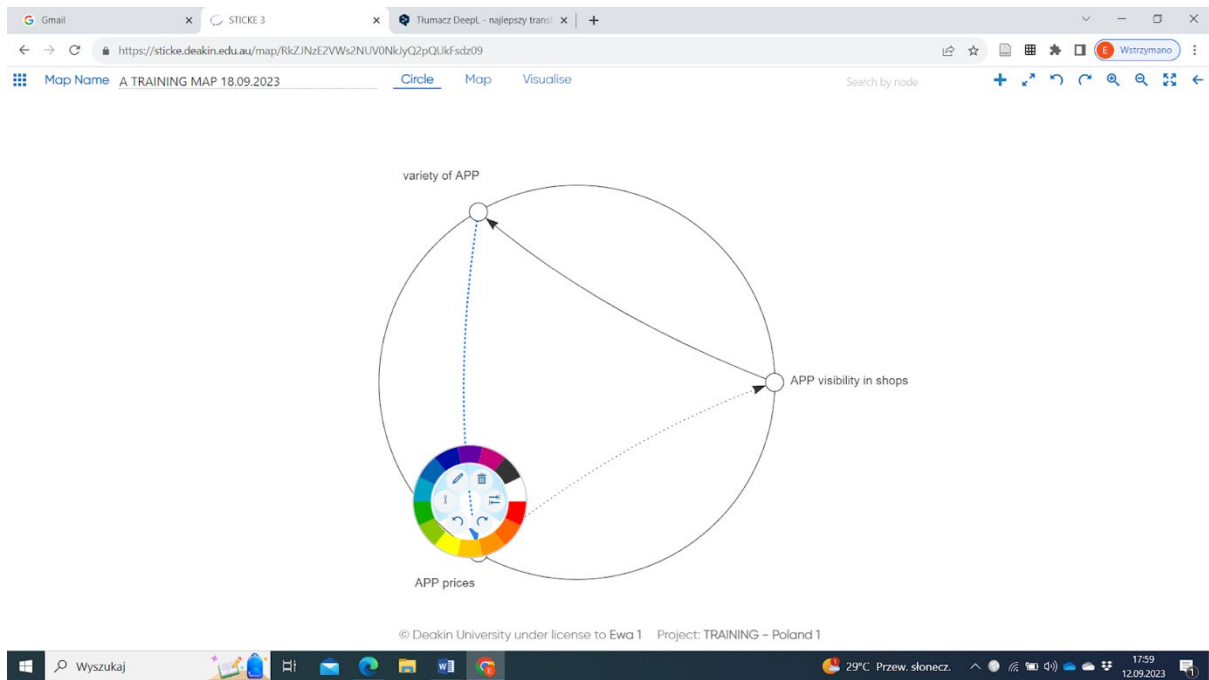 Gmail
STICKE 3
Tłumacz DeepL - najlepszy transl
https://sticke.deakin.edu.au/map/RkZJNzE2VWs2NUV0NkJyQ2pQUkFsdz09
E Wstrzymano
Map Name A TRAINING MAP 18.09.2023
Circle Map Visualise
Search by node
variety of APP
APP visibility in shops
APP prices
© Deakin University under license to Ewa 1 Project: TRAINING - Poland 1
Wyszukaj
29°C Przew. słonecz.
17:59
12.09.2023
1